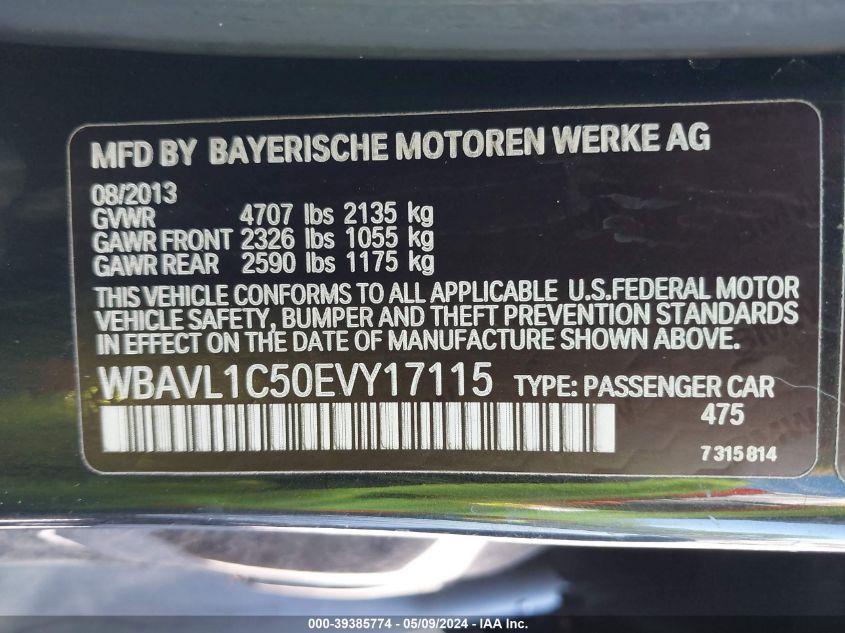 MFD BY BAYERISCHE MOTOREN WERKE AG
08/2013
GVWR 4707 lbs 2135 kg
GAWR FRONT 2326 lbs 1055 kg
GAWR REAR 2590 lbs 1175 kg
THIS VEHICLE CONFORMS TO ALL APPLICABLE U.S.FEDERAL MOTOR
VEHICLE SAFETY, BUMPER AND THEFT PREVENTION STANDARDS
IN EFFECT ON THE DATE OF MANUFACTURE SHOWN ABOVE.
WBAVL1C50EVY17115 TYPE: PASSENGER CAR
475
7315814
000-39385774 - 05/09/2024 - IAA Inc.